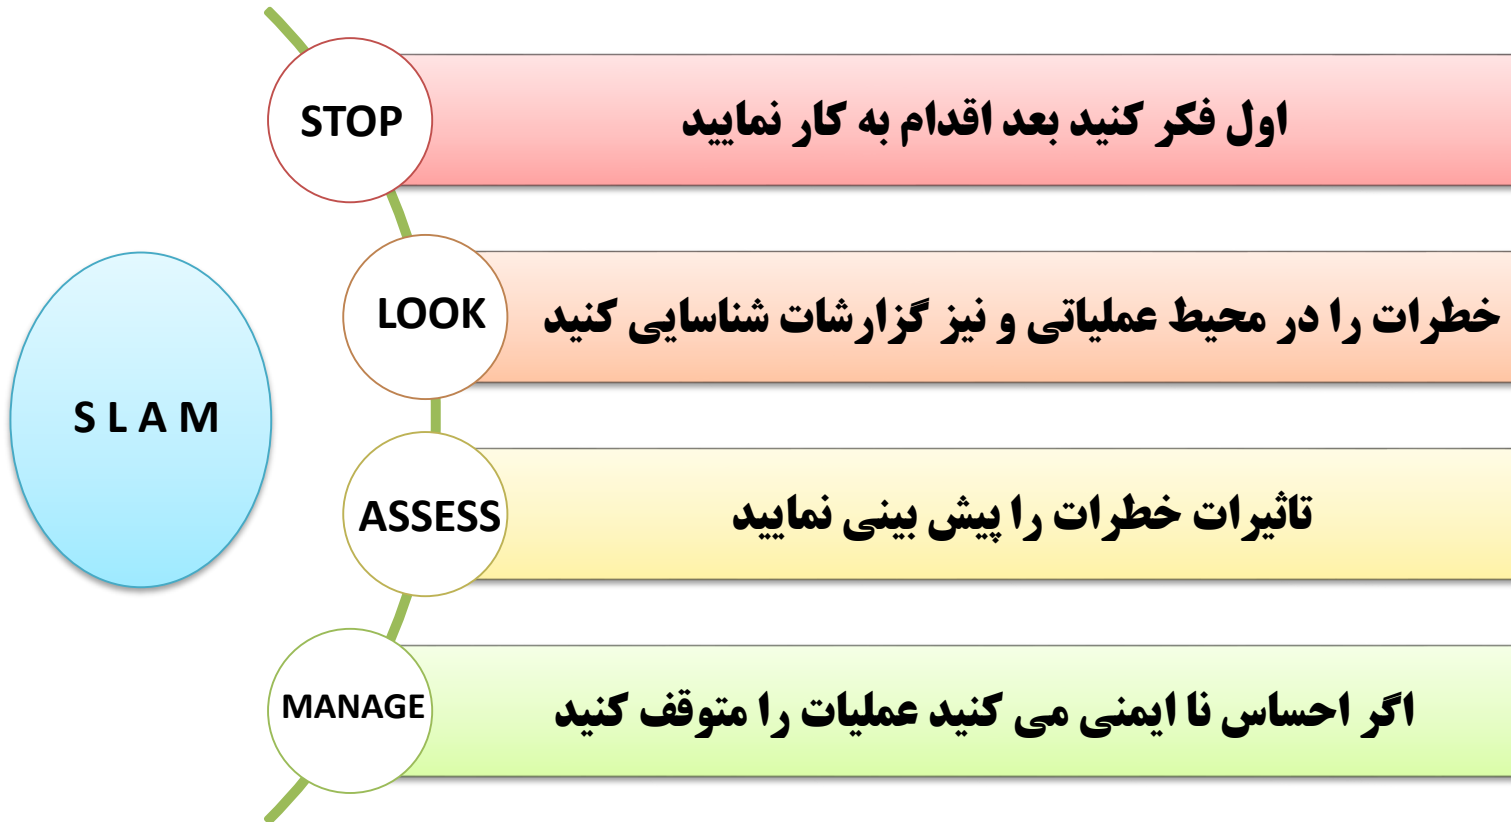 STOP
اول فکر کنید بعد اقدام به کار نمایید
LOOK
خطرات را در محیط عملیاتی و نیز گزارشات شناسایی کنید
S L A M
ASSESS
تاثیرات خطرات را پیش بینی نمایید
MANAGE
اگر احساس نا ایمنی می کنید عملیات را متوقف کنید